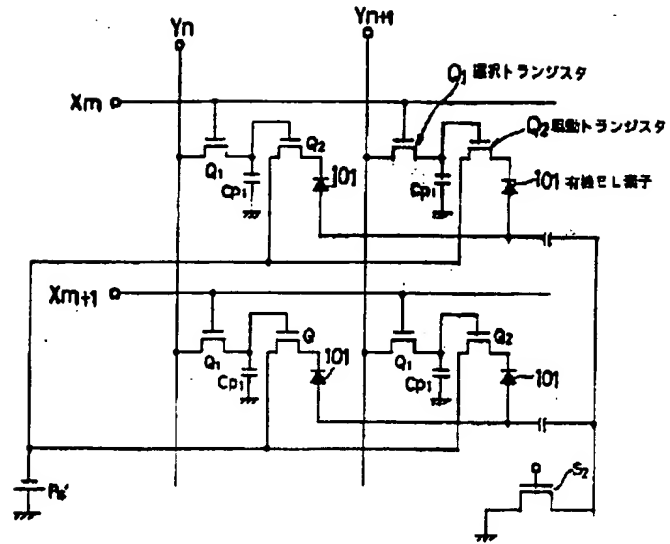 Yn
Yn+1
Q1 選択トランジスタ
Xm
Q2 駆動トランジスタ
Q1
Q2
101
Cp1
Cp1
101 有機EL素子
Xm+1
Q1
Q
101
Cp1
Q1
Q2
101
Cp1
S2